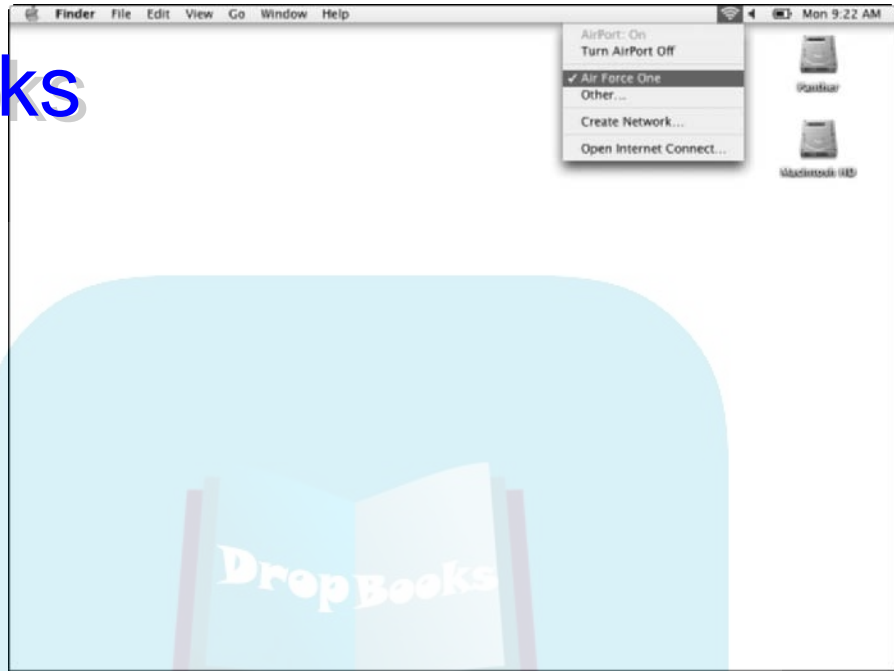 Finder File Edit View Go Window Help Mon 9:22 AM
AirPort: On
Turn AirPort Off
ks
✓ Air Force One
Panther
Other...
Create Network...
Open Internet Connect...
Macintosh HD
DropBooks